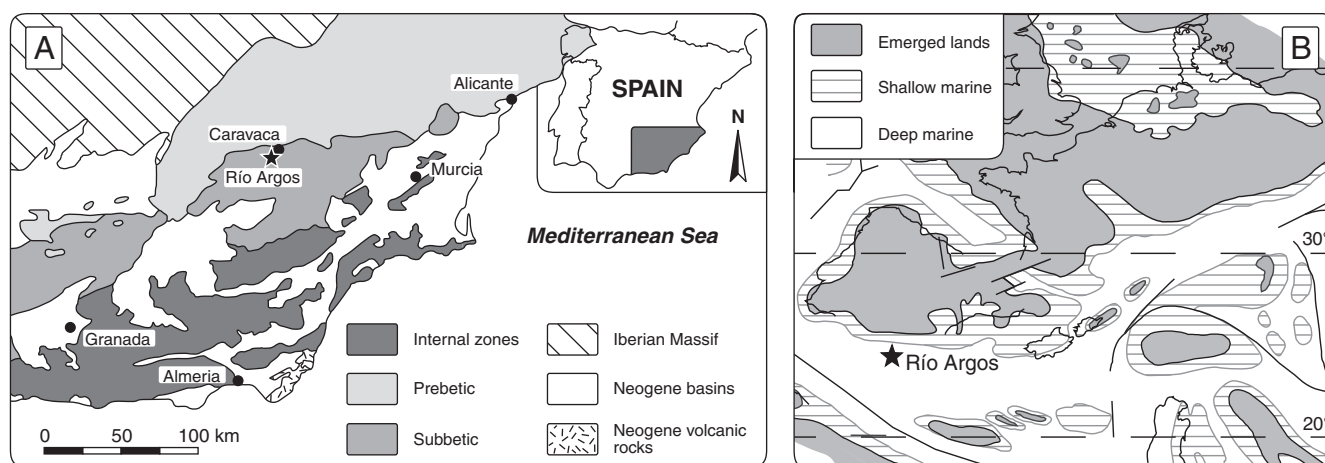 A
SPAIN
N
Alicante
Caravaca
Río Argos
Murcia
Mediterranean Sea
Granada
Almeria
Internal zones
Prebetic
Subbetic
Iberian Massif
Neogene basins
Neogene volcanic
rocks
0 50 100 km
B
Emerged lands
Shallow marine
Deep marine
30°
Río Argos
20°